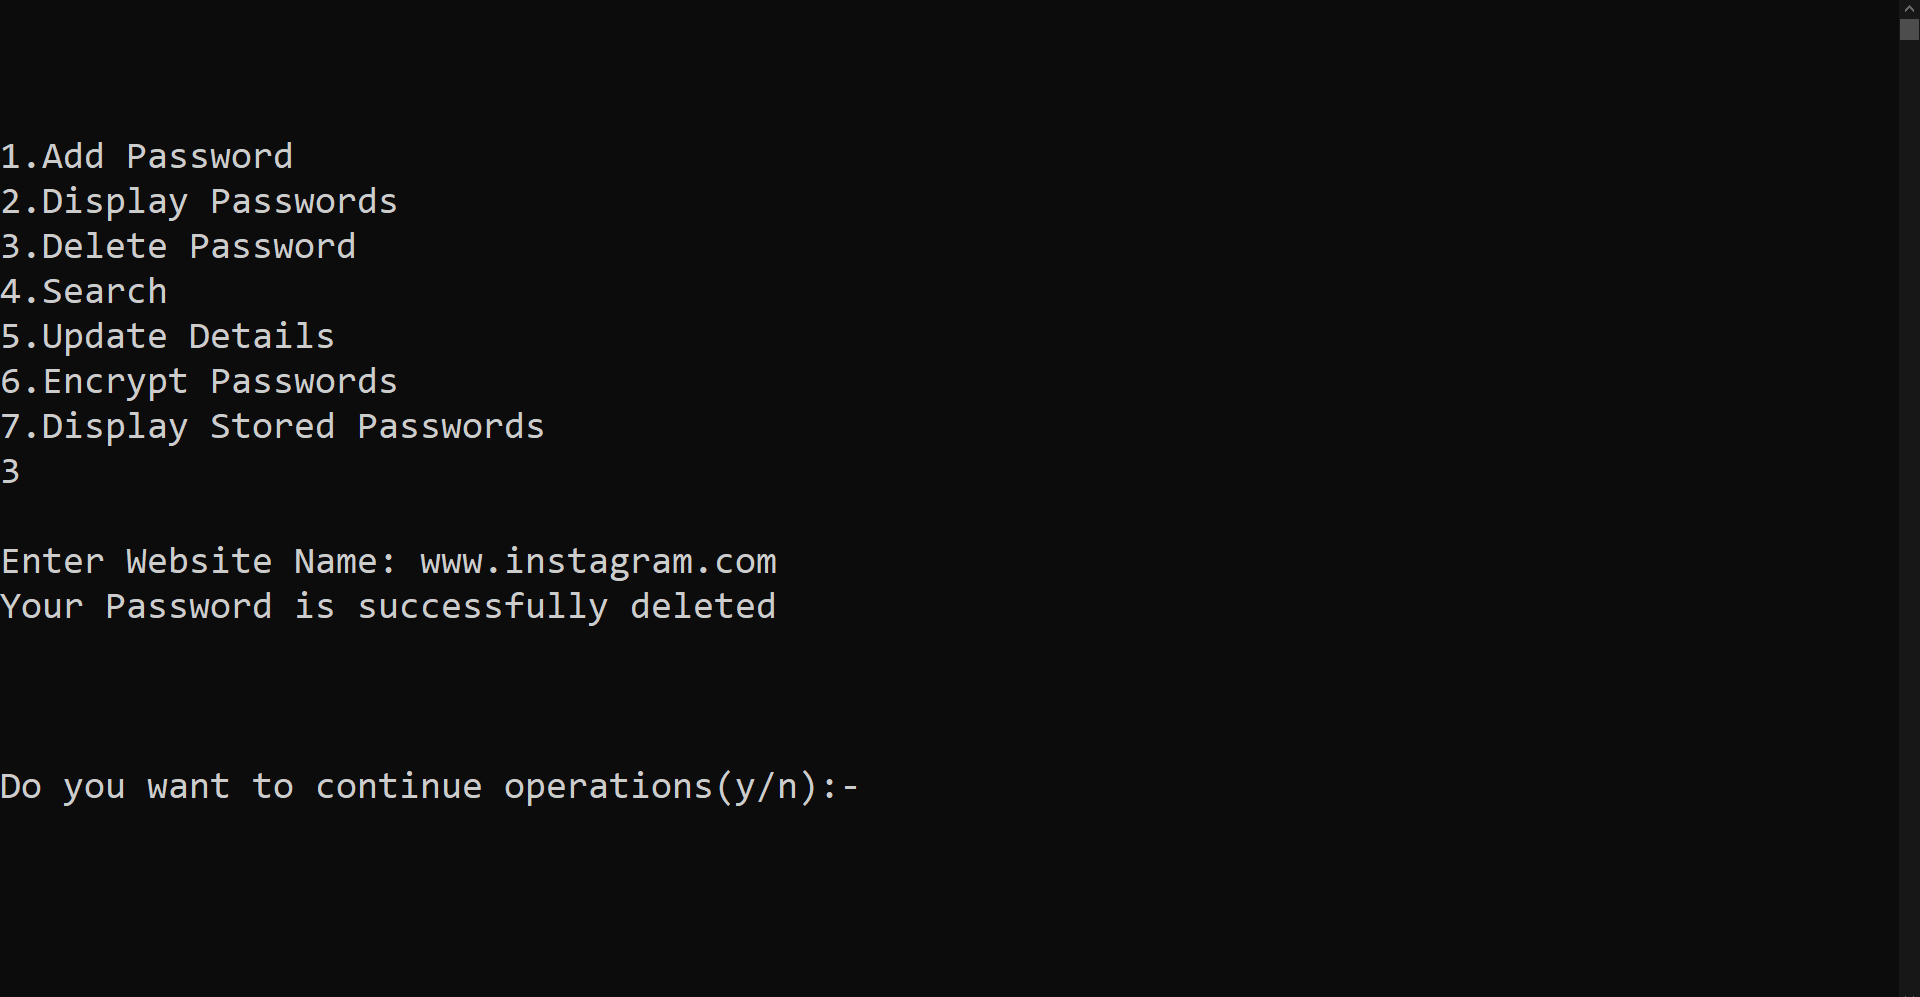 1.Add Password
2.Display Passwords
3.Delete Password
4.Search
5.Update Details
6.Encrypt Passwords
7.Display Stored Passwords
3
Enter Website Name: www.instagram.com
Your Password is successfully deleted
Do you want to continue operations(y/n):-